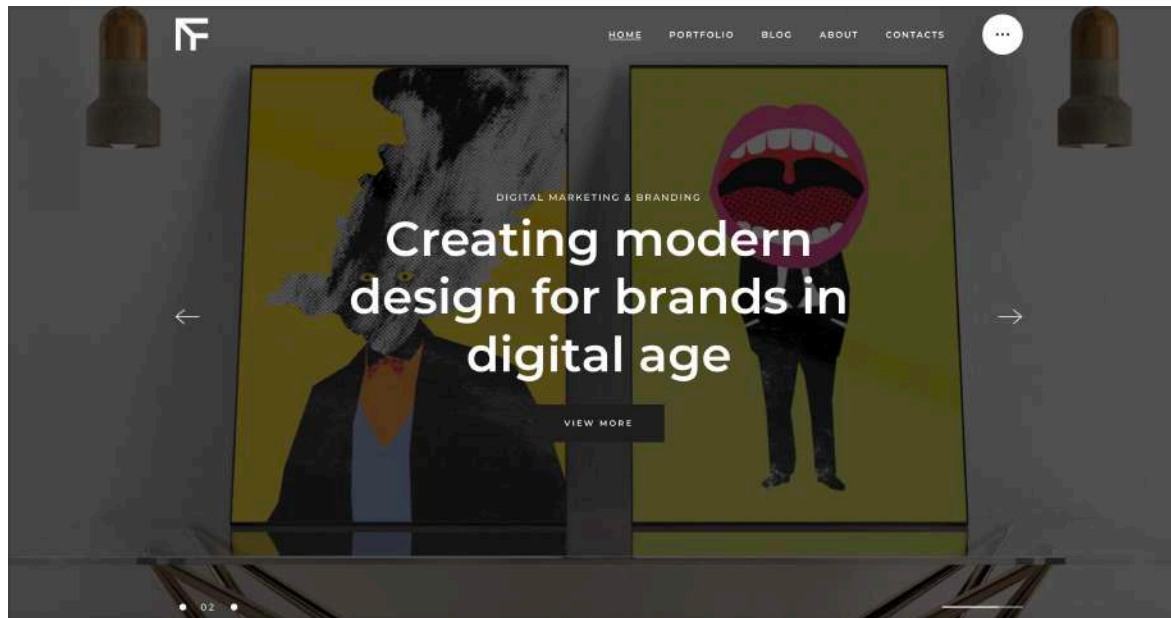 HOME PORTFOLIO BLOG ABOUT CONTACTS
DIGITAL MARKETING & BRANDING
Creating modern
design for brands in
digital age
VIEW MORE
02